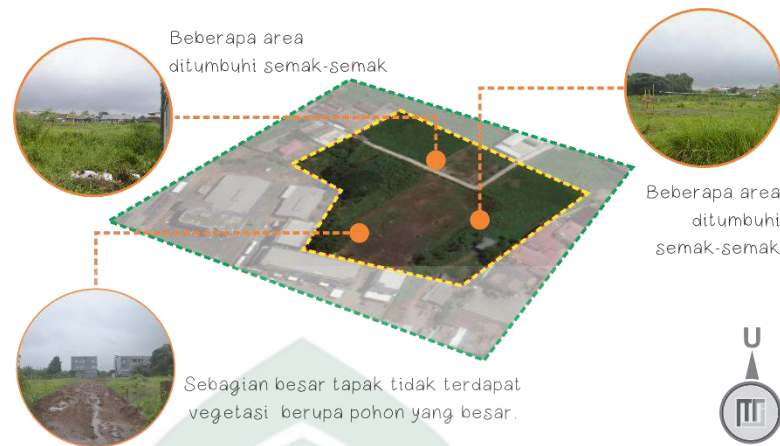 Beberapa area
ditumbuhi semak-semak
Beberapa area
ditumbuhi
semak-semak
Sebagian besar tapak tidak terdapat
vegetasi berupa pohon yang besar.
U